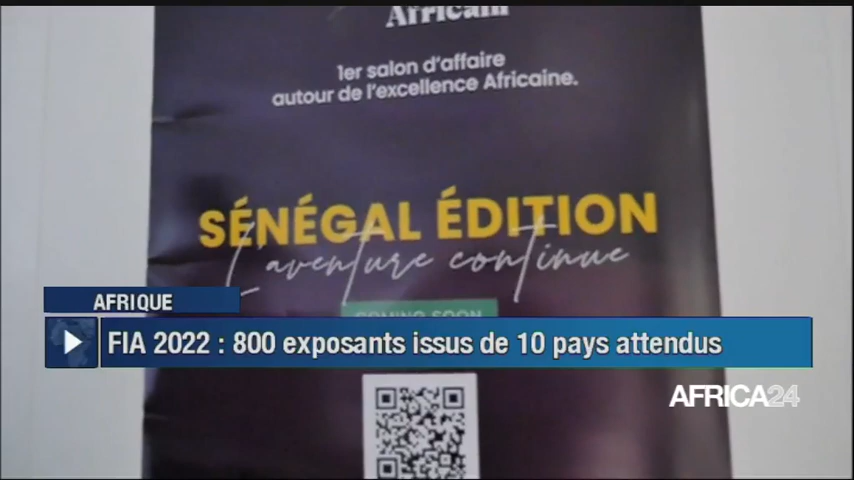 Africain
1er salon d'affaire
autour de l'excellence Africaine.
SÉNÉGAL ÉDITION
L'aventure continue
COMING SOON
AFRIQUE
FIA 2022 : 800 exposants issus de 10 pays attendus
AFRICA24